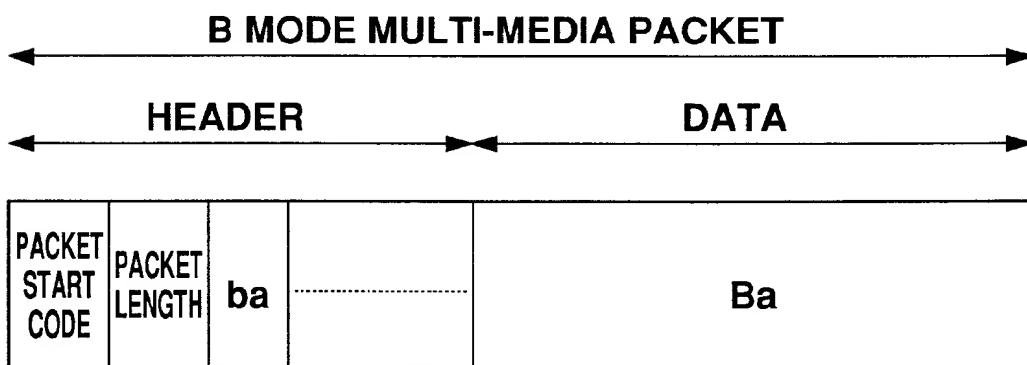 B MODE MULTI-MEDIA PACKET
HEADER
DATA
PACKET
START
CODE
PACKET
LENGTH
ba
Ba